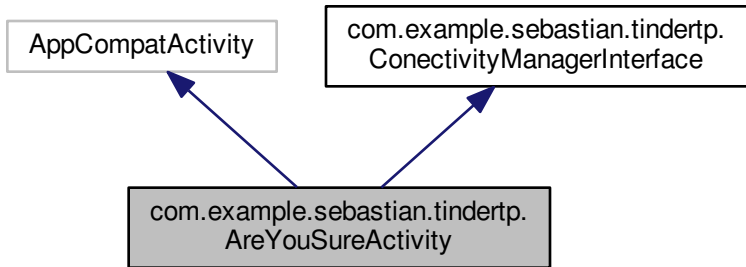 AppCompatActivity
com.example.sebastian.tindertp.
ConectivityManagerInterface
com.example.sebastian.tindertp.
AreYouSureActivity